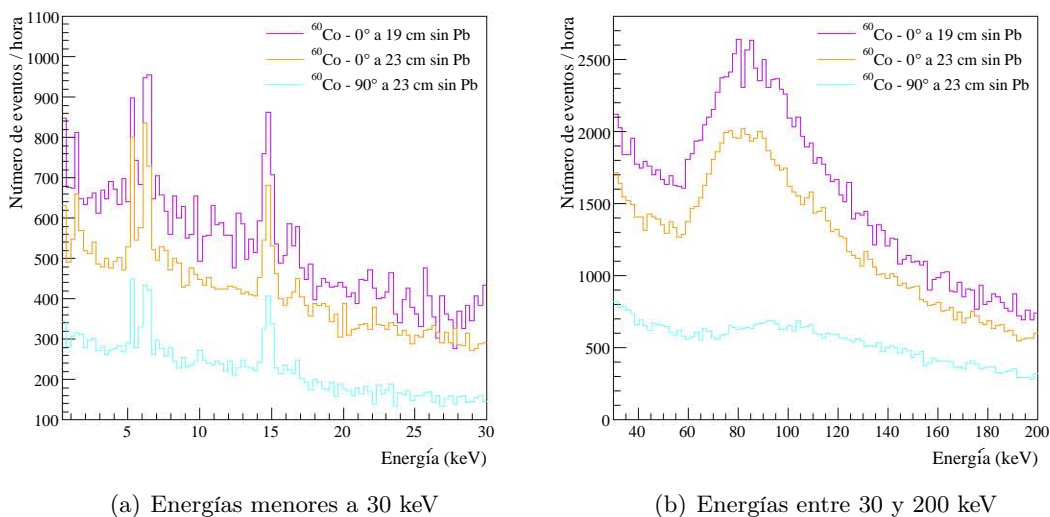 1100
1000
900
800
700
600
500
400
300
200
100
Número de eventos / hora
⁶⁰Co - 0° a 19 cm sin Pb
⁶⁰Co - 0° a 23 cm sin Pb
⁶⁰Co - 90° a 23 cm sin Pb
5 10 15 20 25 30
Energía (keV)
(a) Energías menores a 30 keV
2500
2000
1500
1000
500
0
Número de eventos / hora
⁶⁰Co - 0° a 19 cm sin Pb
⁶⁰Co - 0° a 23 cm sin Pb
⁶⁰Co - 90° a 23 cm sin Pb
40 60 80 100 120 140 160 180 200
Energía (keV)
(b) Energías entre 30 y 200 keV